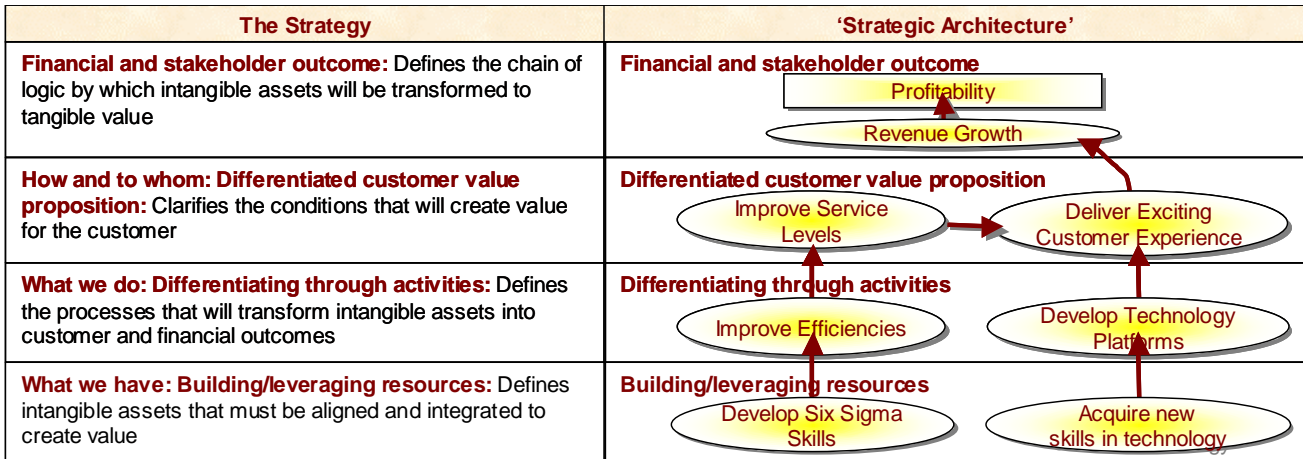 The Strategy
'Strategic Architecture'
Financial and stakeholder outcome: Defines the chain of
logic by which intangible assets will be transformed to
tangible value
Financial and stakeholder outcome
Profitability
Revenue Growth
How and to whom: Differentiated customer value
proposition: Clarifies the conditions that will create value
for the customer
Differentiated customer value proposition
Improve Service
Levels
Deliver Exciting
Customer Experience
What we do: Differentiating through activities: Defines
the processes that will transform intangible assets into
customer and financial outcomes
Differentiating through activities
Improve Efficiencies
Develop Technology
Platforms
What we have: Building/leveraging resources: Defines
intangible assets that must be aligned and integrated to
create value
Building/leveraging resources
Develop Six Sigma
Skills
Acquire new
skills in technology